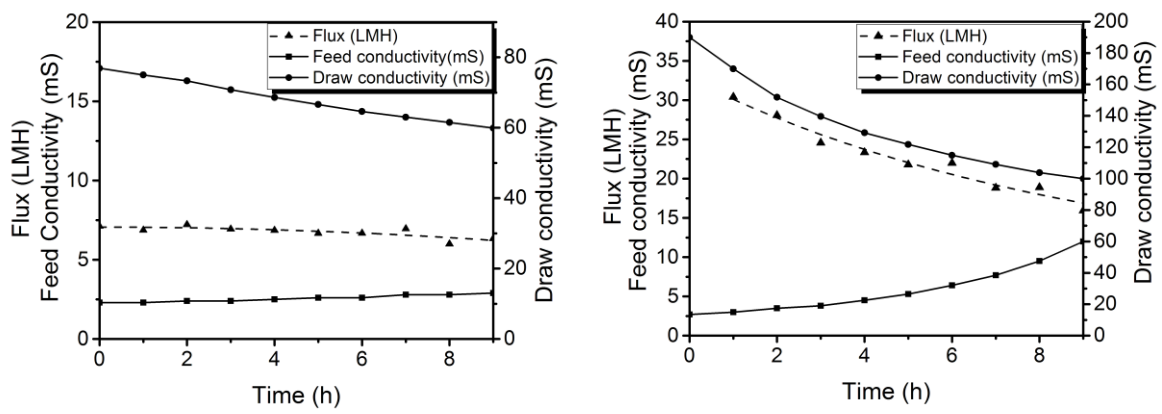 Flux (LMH)
Feed Conductivity (mS)
20
15
10
5
0
Flux (LMH)
Feed conductivity(mS)
Draw conductivity (mS)
80
60
40
20
0
Draw conductivity (mS)
0 2 4 6 8
Time (h)
Flux (LMH)
Feed conductivity (mS)
40
35
30
25
20
15
10
5
0
Flux (LMH)
Feed conductivity (mS)
Draw conductivity (mS)
200
180
160
140
120
100
80
60
40
20
0
Draw conductivity (mS)
0 2 4 6 8
Time (h)